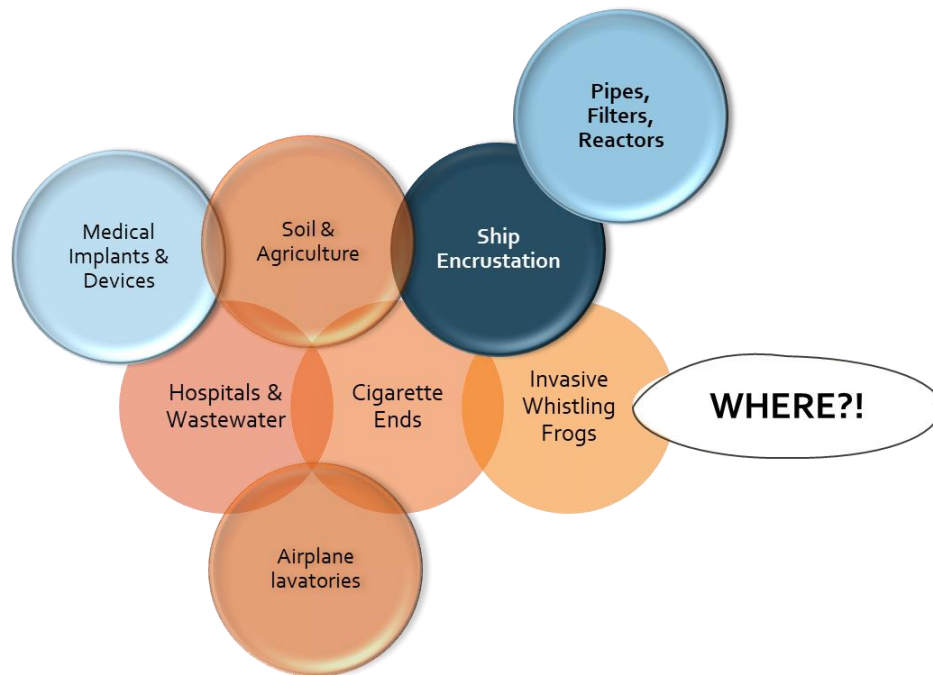 Pipes,
Filters,
Reactors
Medical
Implants &
Devices
Soil &
Agriculture
Ship
Encrustation
Hospitals &
Wastewater
Cigarette
Ends
Invasive
Whistling
Frogs
WHERE?!
Airplane
lavatories